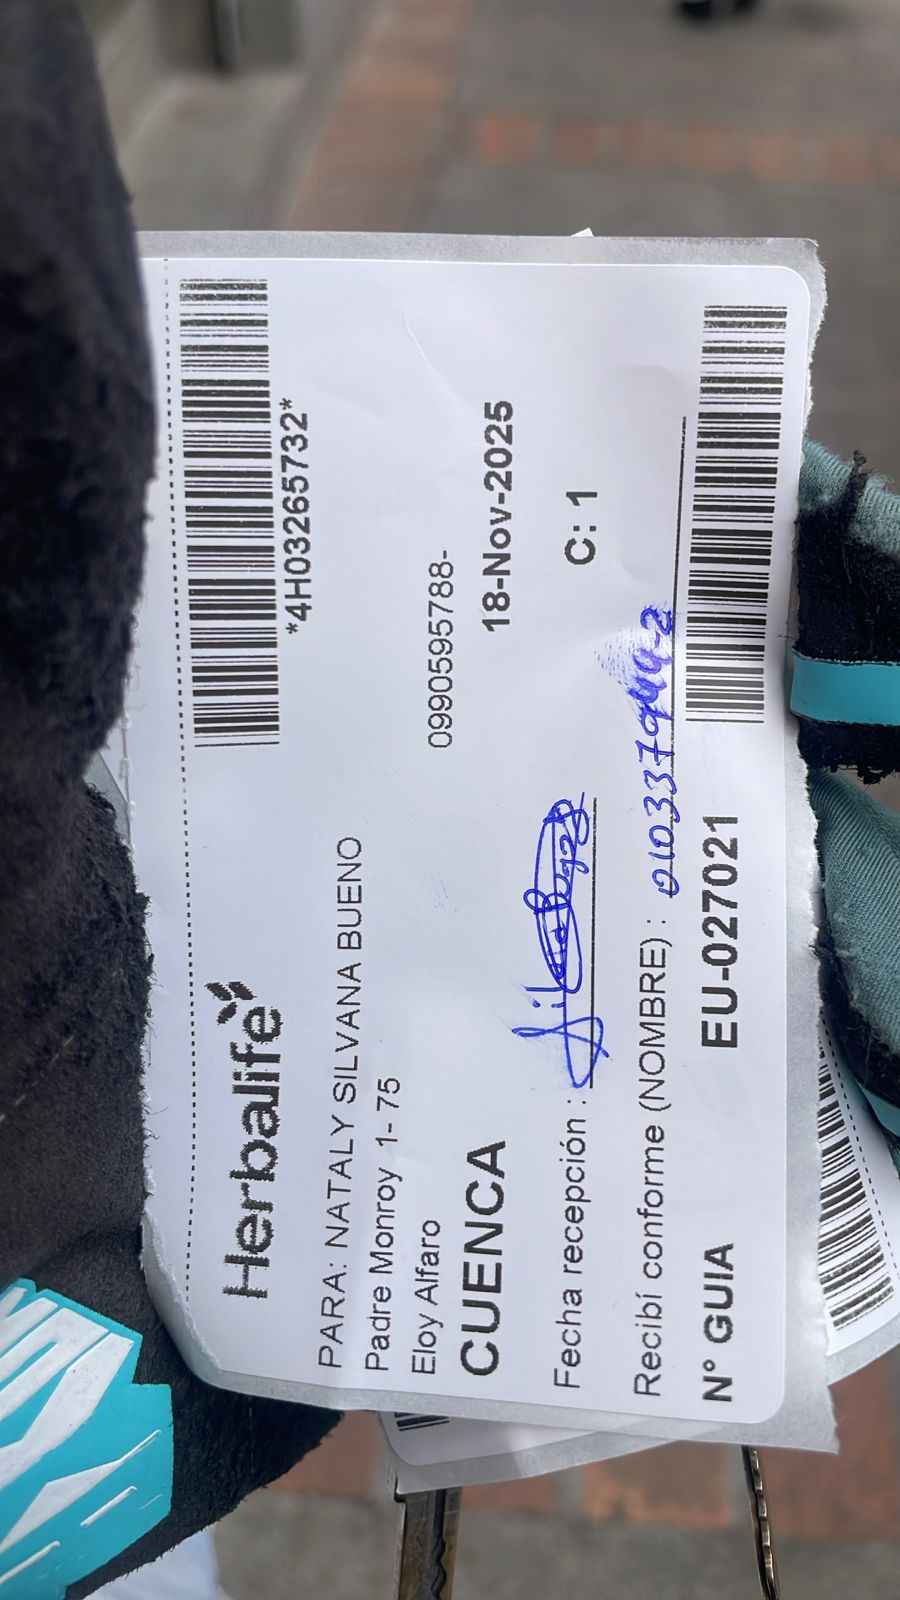 Herbalife
*4H03265732*
PARA: NATALY SILVANA BUENO
Padre Monroy 1-75
Eloy Alfaro
0990595788-
CUENCA
18-Nov-2025
Fecha recepción :
C: 1
Recibí conforme (NOMBRE) :
N° GUIA EU-027021